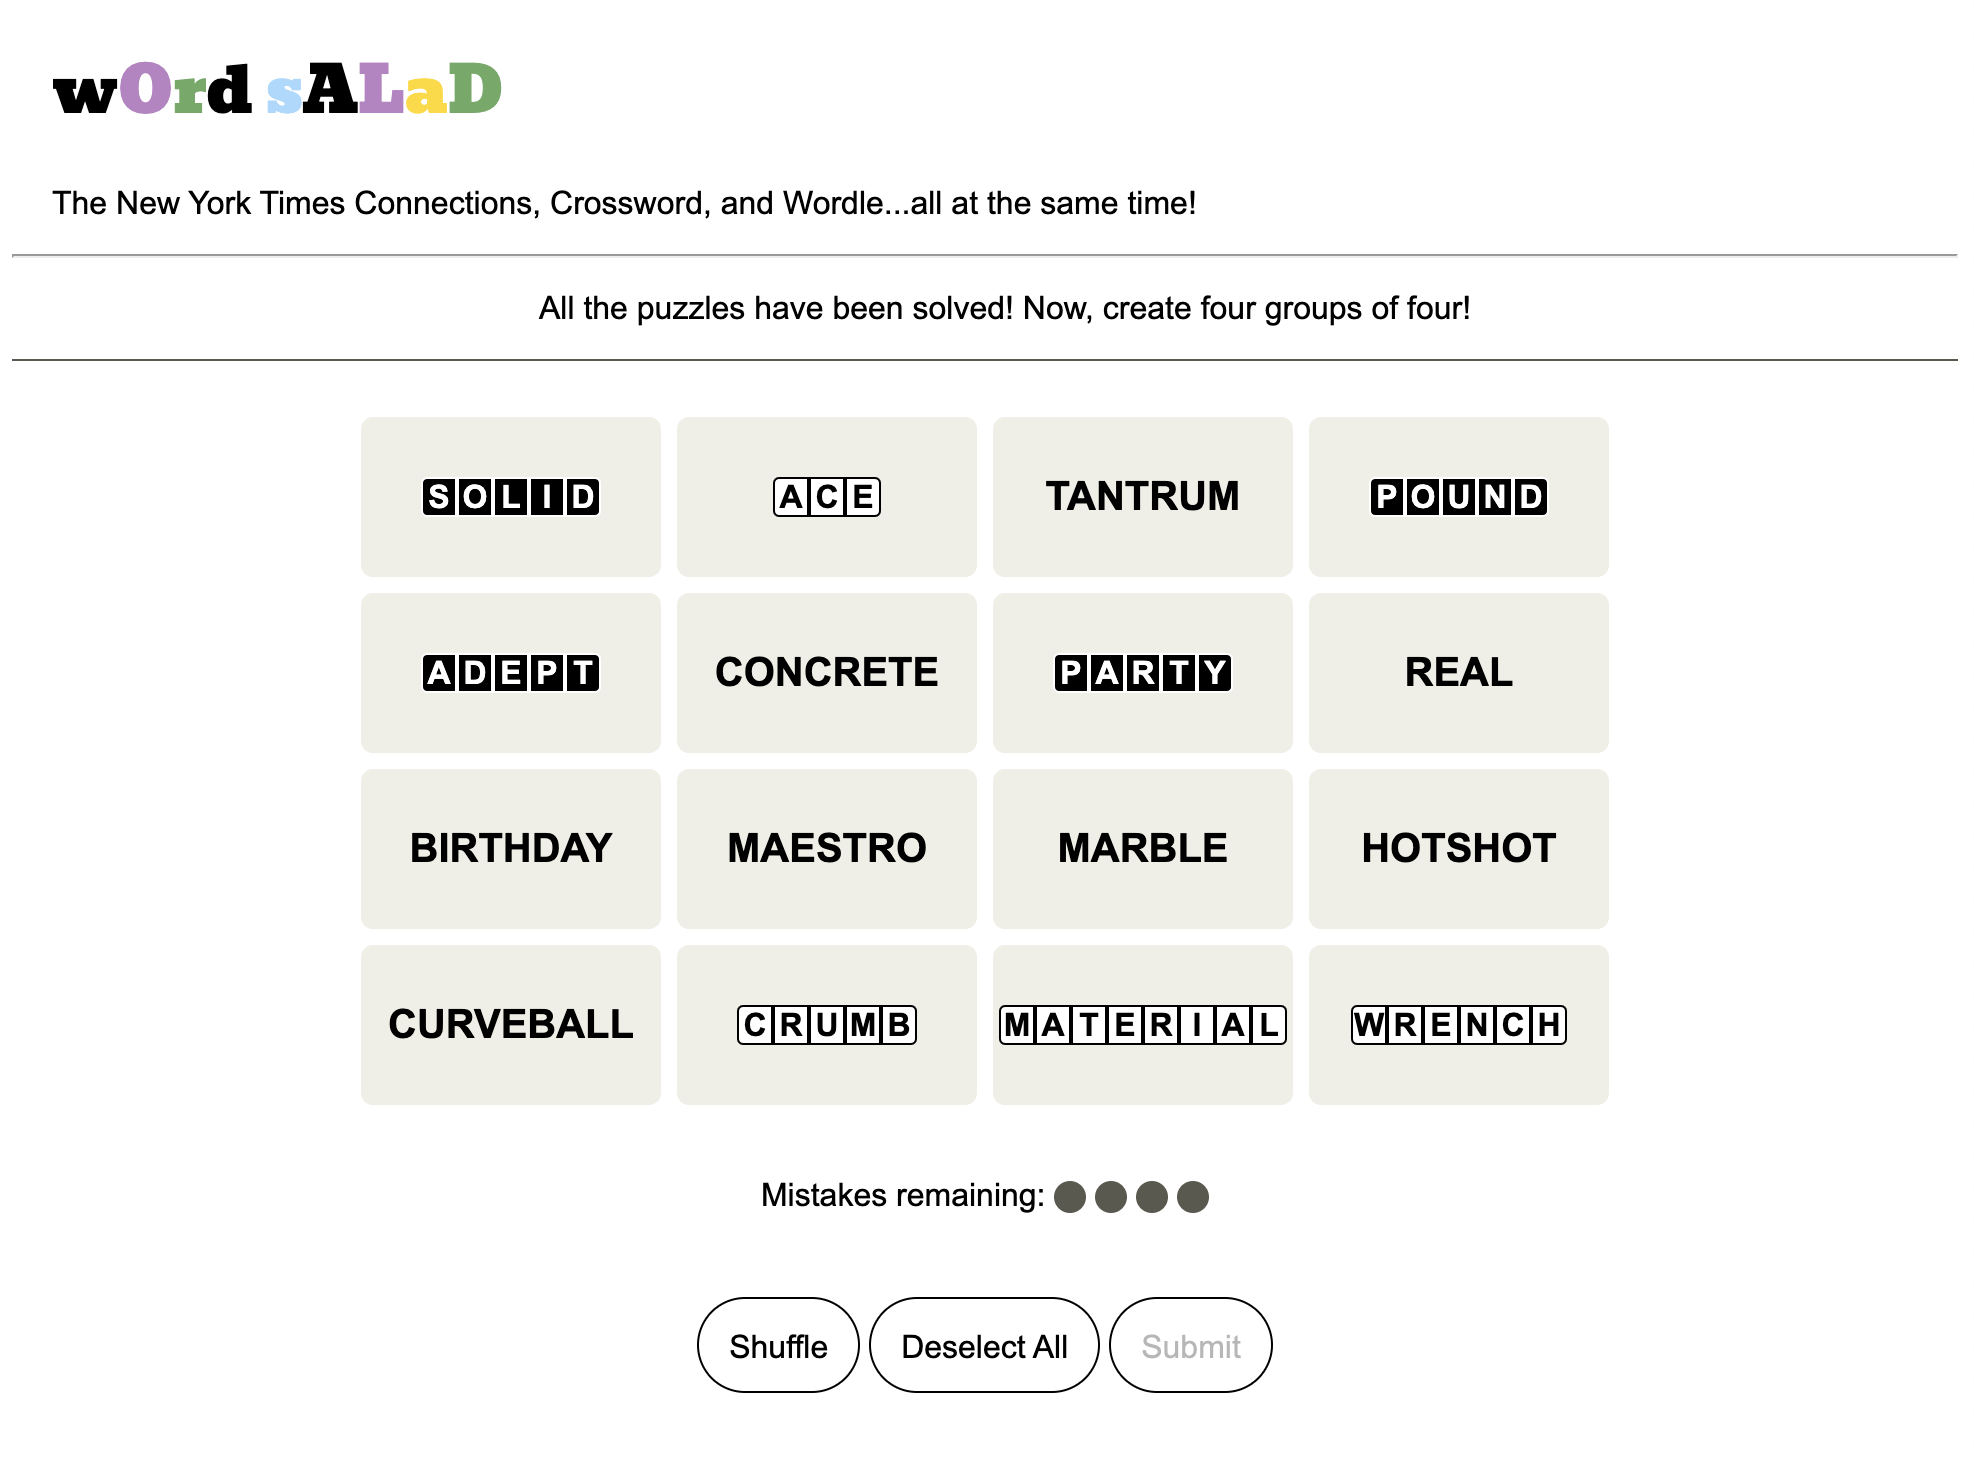 wOrd sALaD
The New York Times Connections, Crossword, and Wordle...all at the same time!
All the puzzles have been solved! Now, create four groups of four!
SOLID ACE TANTRUM POUND
ADEPT CONCRETE PARTY REAL
BIRTHDAY MAESTRO MARBLE HOTSHOT
CURVEBALL CRUMB MATERIAL WRENCH
Mistakes remaining:
Shuffle Deselect All Submit